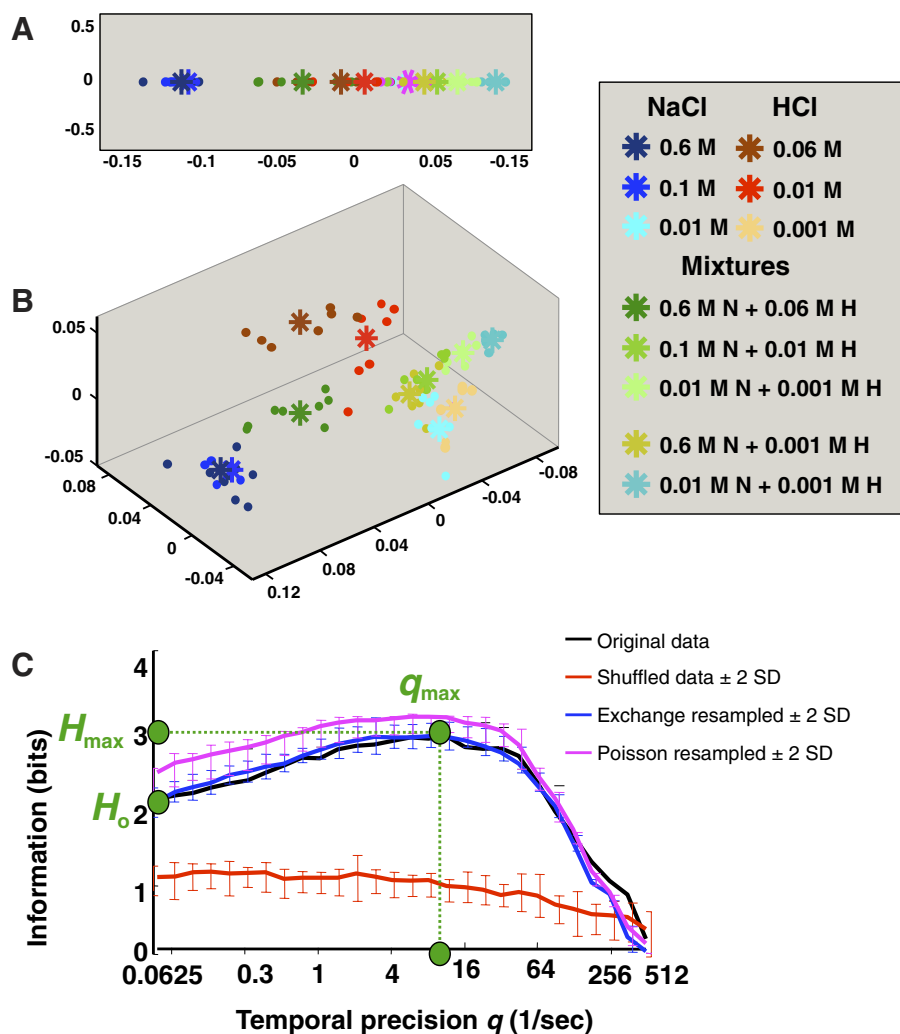 A
0.5
0
-0.5
-0.15
-0.1
0
0.05
-0.15
NaCl HCl
0.6 M 0.06 M
0.1 M 0.01 M
0.01 M 0.001 M
Mixtures
0.6 M N + 0.06 M H
0.1 M N + 0.01 M H
0.01 M N + 0.001 M H
0.6 M N + 0.001 M H
0.01 M N + 0.001 M H
B
0.05
0
-0.05
0.08
0.04
0
-0.04
0.12
0.08
0.04
0
-0.04
-0.08
C
Information (bits)
4
3
2
1
0
Hmax
Ho
qmax
Original data
Shuffled data ± 2 SD
Exchange resampled ± 2 SD
Poisson resampled ± 2 SD
0.0625 0.3 1 4 16 64 256 512
Temporal precision q (1/sec)